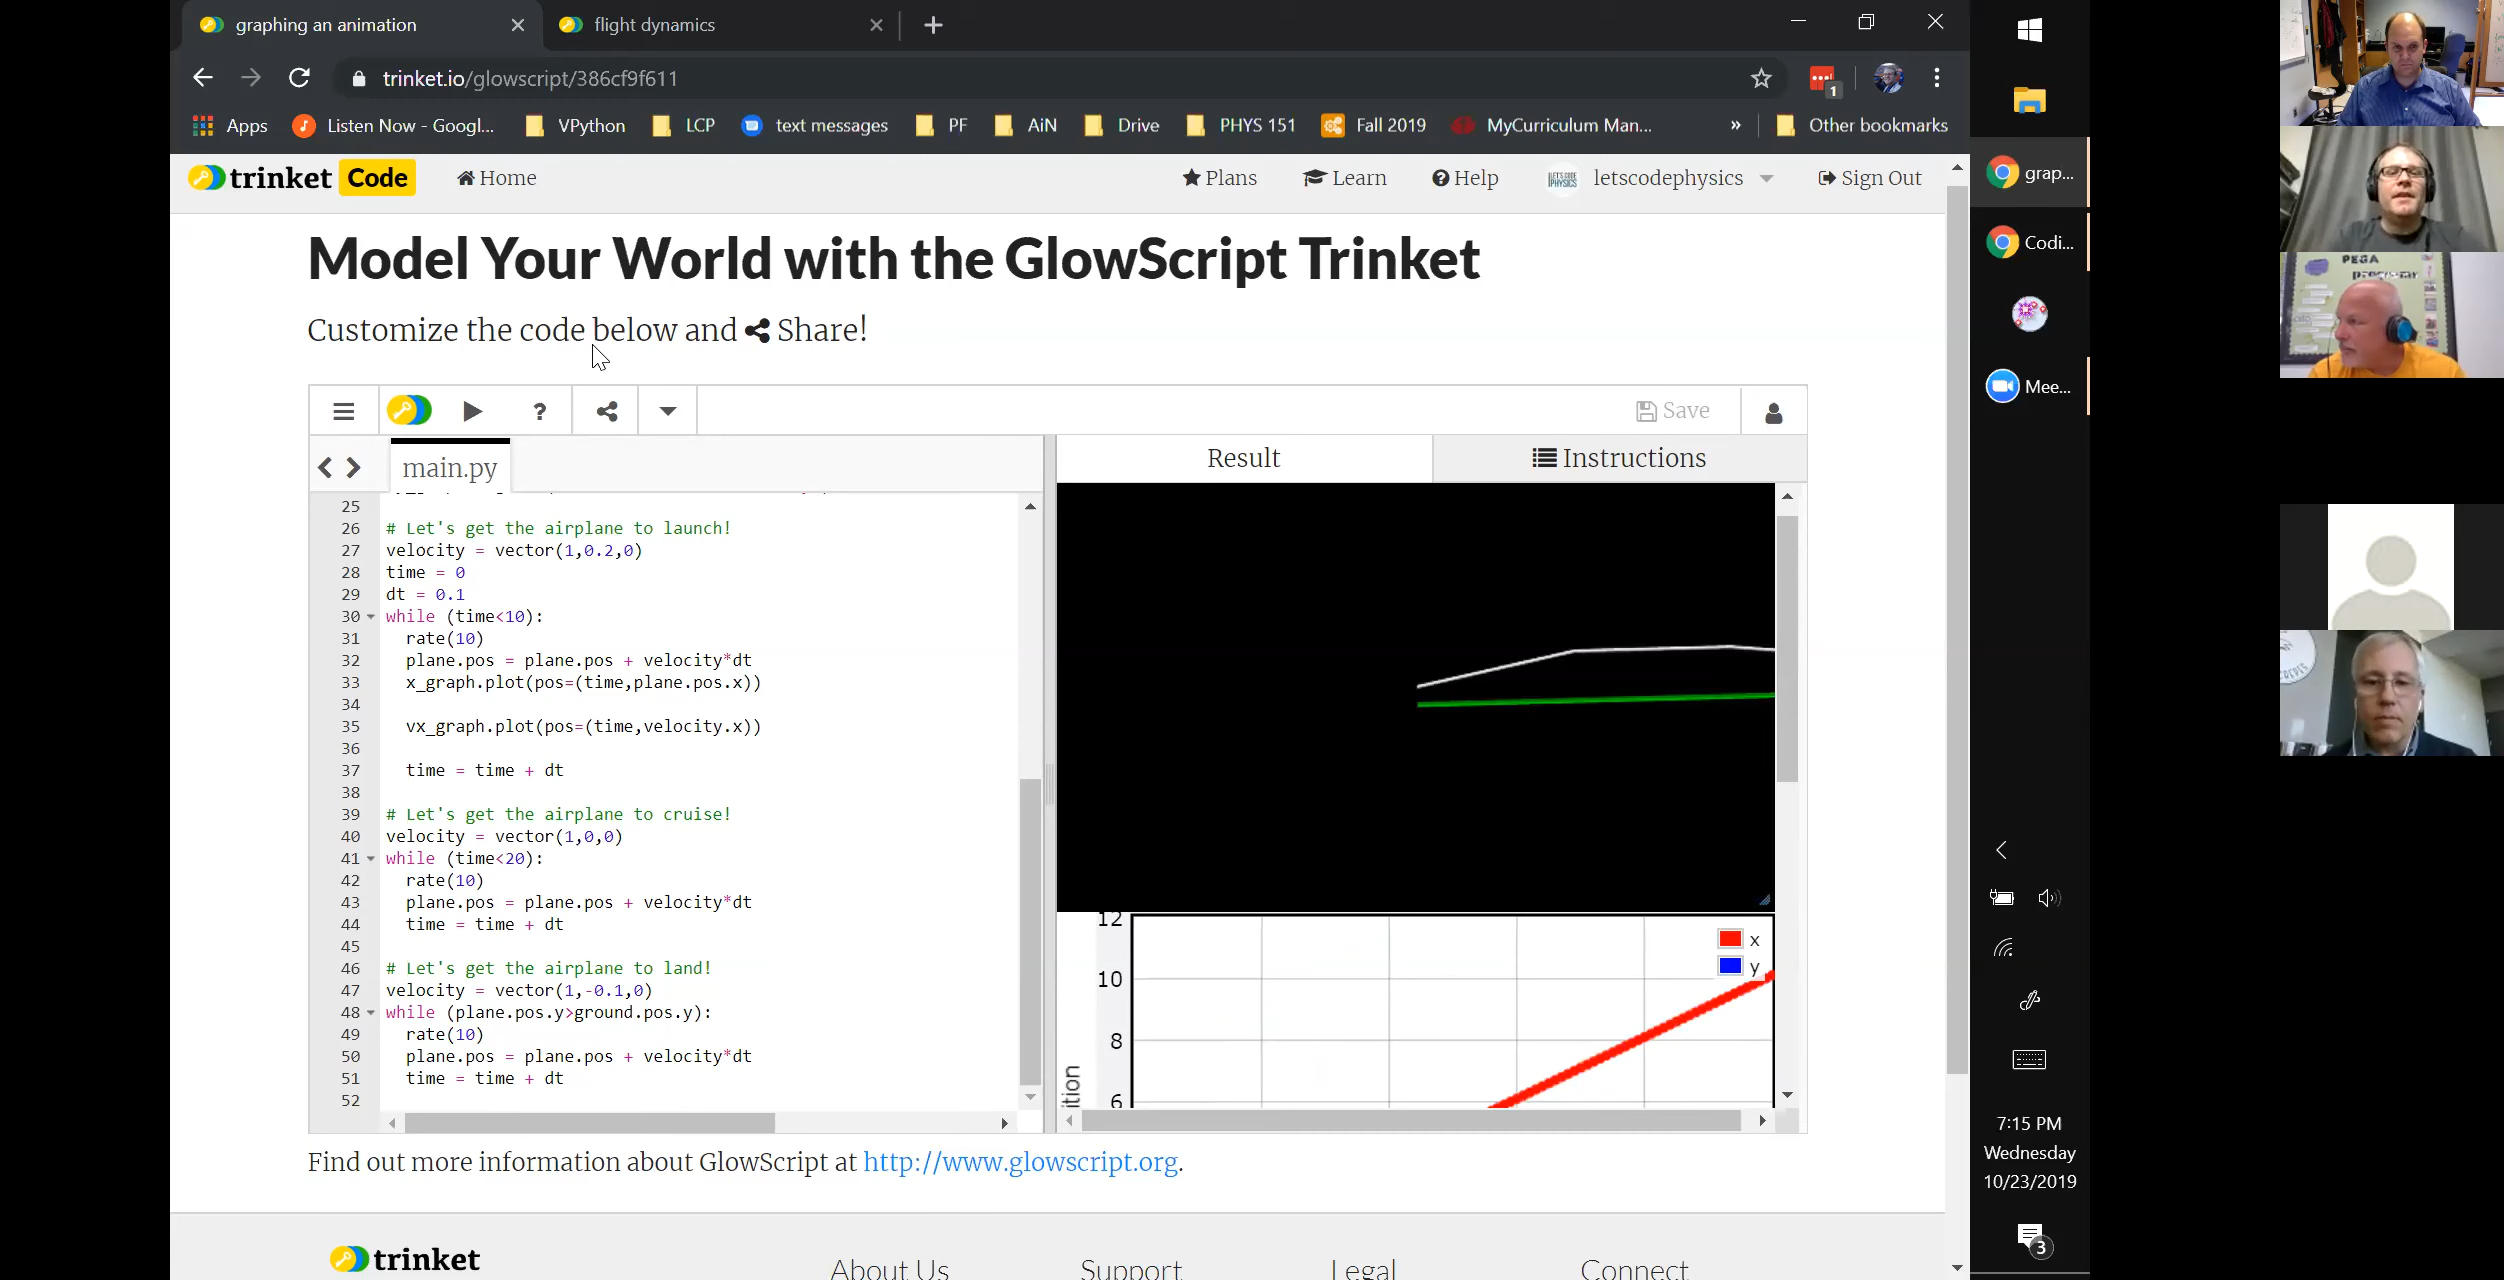 graphing an animation
flight dynamics
trinket.io/glowscript/386cf9f611
1
Apps
Listen Now - Googl...
VPython
LCP
text messages
PF
AiN
Drive
PHYS 151
Fall 2019
MyCurriculum Man...
»
Other bookmarks
trinket Code
Home
Plans
Learn
Help
LET'S CODE PHYSICS
letscodephysics
Sign Out
Model Your World with the GlowScript Trinket
Customize the code below and Share!
?
Save
main.py
Result
Instructions
25
26 # Let's get the airplane to launch!
27 velocity = vector(1,0.2,0)
28 time = 0
29 dt = 0.1
30 while (time<10):
31 rate(10)
32 plane.pos = plane.pos + velocity*dt
33 x_graph.plot(pos=(time,plane.pos.x))
34
35 vx_graph.plot(pos=(time,velocity.x))
36
37 time = time + dt
38
39 # Let's get the airplane to cruise!
40 velocity = vector(1,0,0)
41 while (time<20):
42 rate(10)
43 plane.pos = plane.pos + velocity*dt
44 time = time + dt
45
46 # Let's get the airplane to land!
47 velocity = vector(1,-0.1,0)
48 while (plane.pos.y>ground.pos.y):
49 rate(10)
50 plane.pos = plane.pos + velocity*dt
51 time = time + dt
52
12
10
8
6
ition
x
y
Find out more information about GlowScript at http://www.glowscript.org.
trinket
About Us
Support
Legal
Connect
grap...
Codi...
Mee...
7:15 PM
Wednesday
10/23/2019
3
PEGA